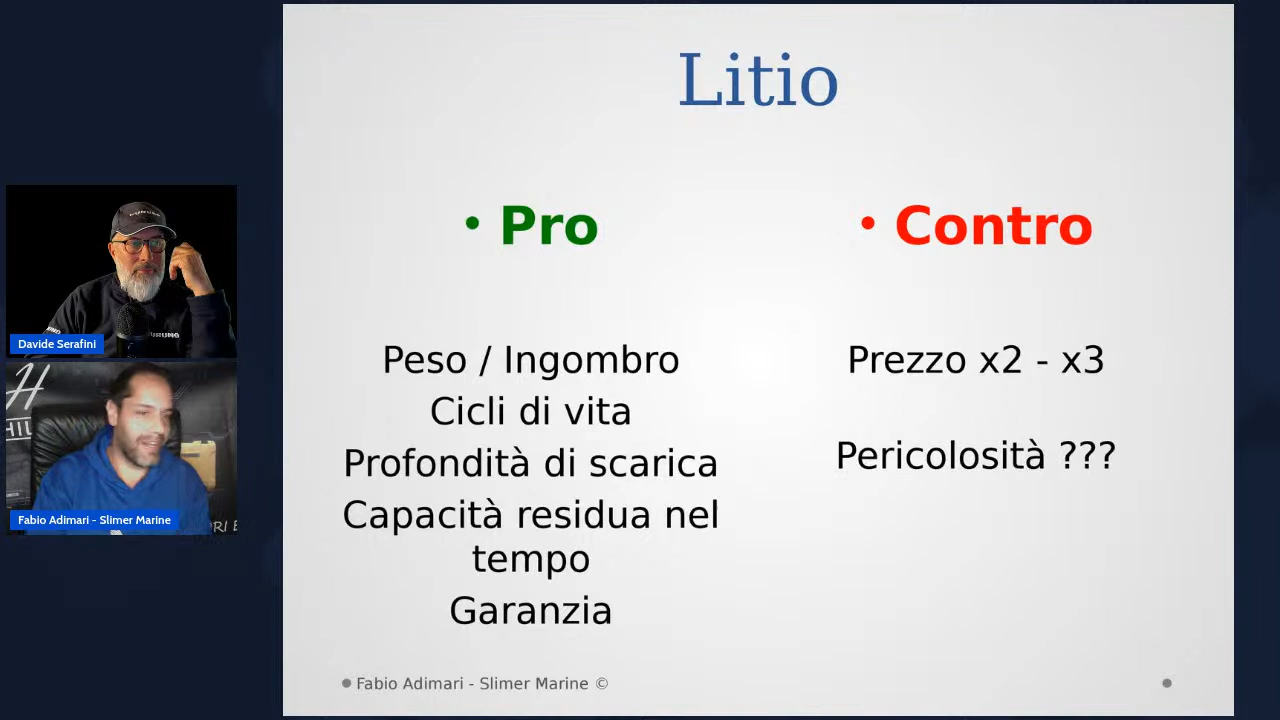 Litio
• Pro
• Contro
Peso / Ingombro
Cicli di vita
Profondità di scarica
Capacità residua nel
tempo
Garanzia
Prezzo x2 - x3
Pericolosità ???
Fabio Adimari - Slimer Marine ©
Davide Serafini
Fabio Adimari - Slimer Marine